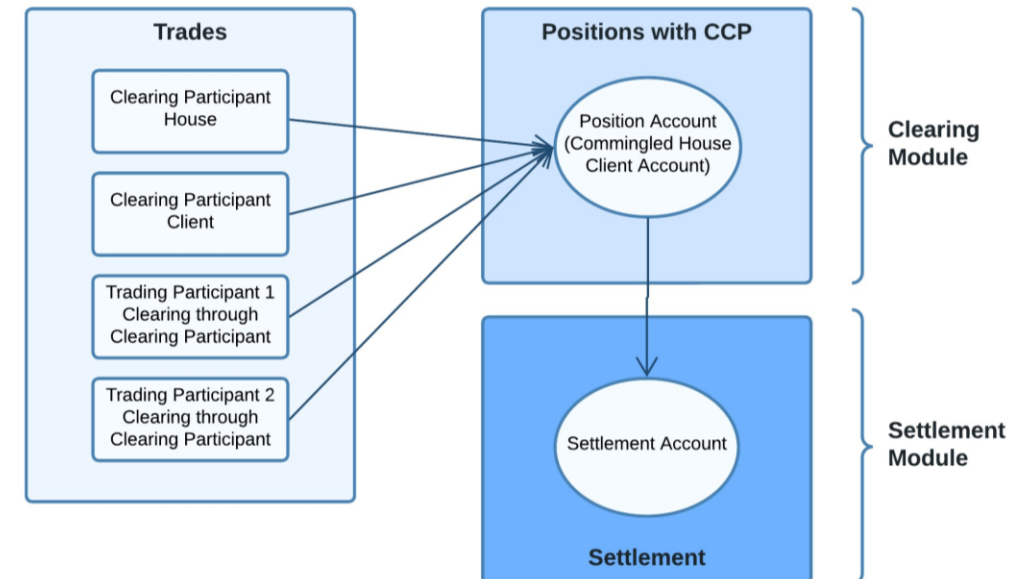 Trades
Clearing Participant
House
Clearing Participant
Client
Trading Participant 1
Clearing through
Clearing Participant
Trading Participant 2
Clearing through
Clearing Participant
Positions with CCP
Position Account
(Commingled House
Client Account)
Settlement Account
Settlement
Clearing
Module
Settlement
Module